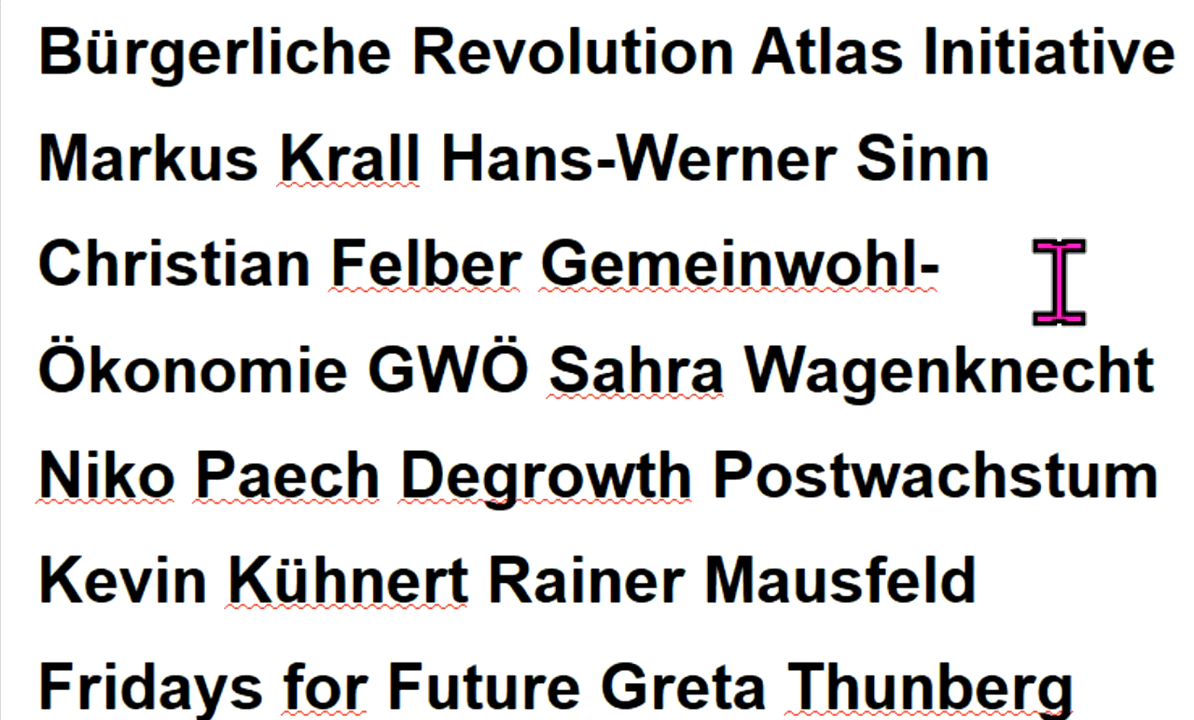 Bürgerliche Revolution Atlas Initiative
Markus Krall Hans-Werner Sinn
Christian Felber Gemeinwohl-
Ökonomie GWÖ Sahra Wagenknecht
Niko Paech Degrowth Postwachstum
Kevin Kühnert Rainer Mausfeld
Fridays for Future Greta Thunberg